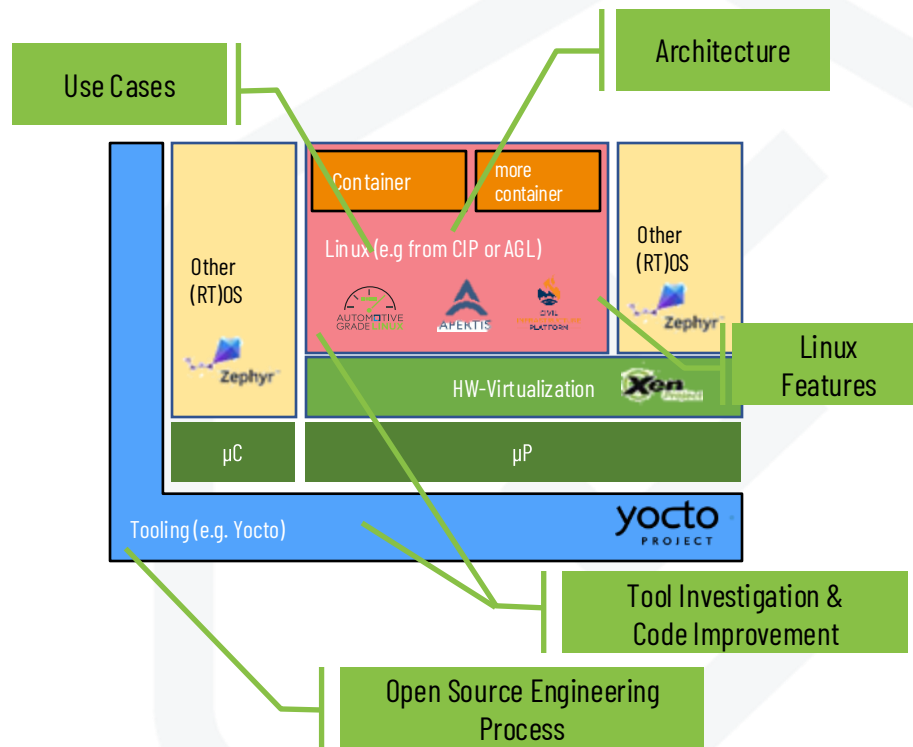 Architecture
Use Cases
Container
more
container
Linux (e.g from CIP or AGL)
Other
(RT)OS
Other
(RT)OS
AUTOMOTIVE
GRADE LINUX
APERTIS
CIVIL
PLATFORM
Zephyr
Zephyr
Linux
Features
HW-Virtualization
Xen
µC
µP
Tooling (e.g. Yocto)
yocto
PROJECT
Tool Investigation &
Code Improvement
Open Source Engineering
Process